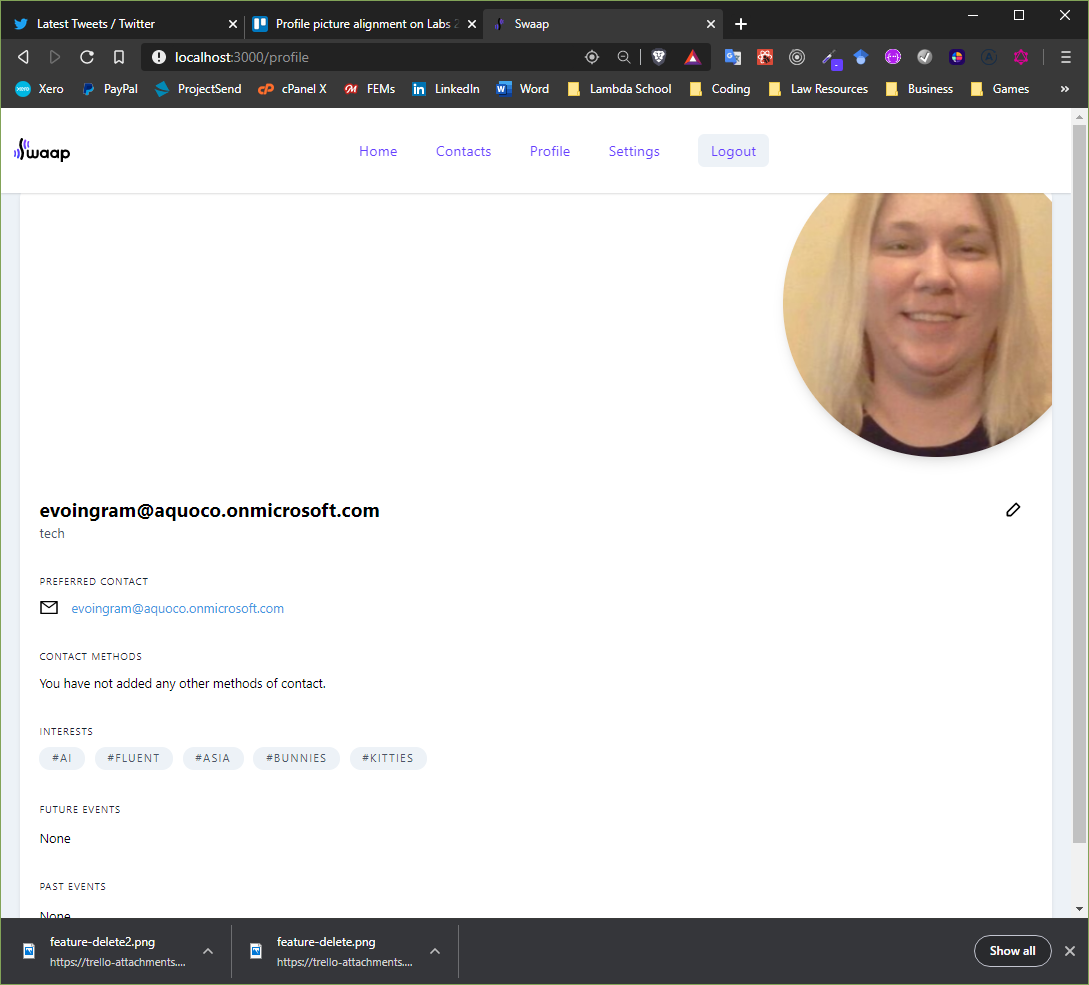 Latest Tweets / Twitter
Profile picture alignment on Labs 2
Swaap
localhost:3000/profile
Xero
PayPal
ProjectSend
cPanel X
FEMs
LinkedIn
Word
Lambda School
Coding
Law Resources
Business
Games
»
Swaap
Home
Contacts
Profile
Settings
Logout
evoingram@aquoco.onmicrosoft.com
tech
PREFERRED CONTACT
evoingram@aquoco.onmicrosoft.com
CONTACT METHODS
You have not added any other methods of contact.
INTERESTS
#AI
#FLUENT
#ASIA
#BUNNIES
#KITTIES
FUTURE EVENTS
None
PAST EVENTS
None
feature-delete2.png
https://trello-attachments....
feature-delete.png
https://trello-attachments....
Show all